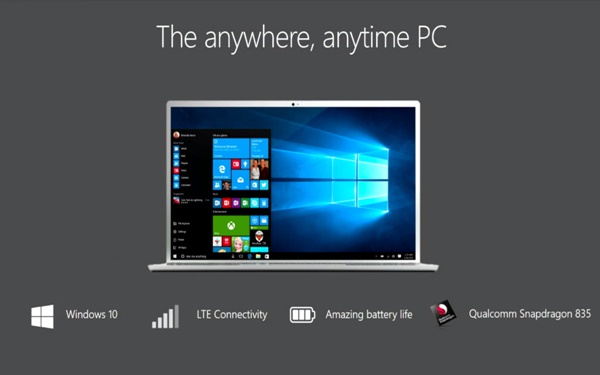 The anywhere, anytime PC
Windows 10
LTE Connectivity
Amazing battery life
Qualcomm Snapdragon 835